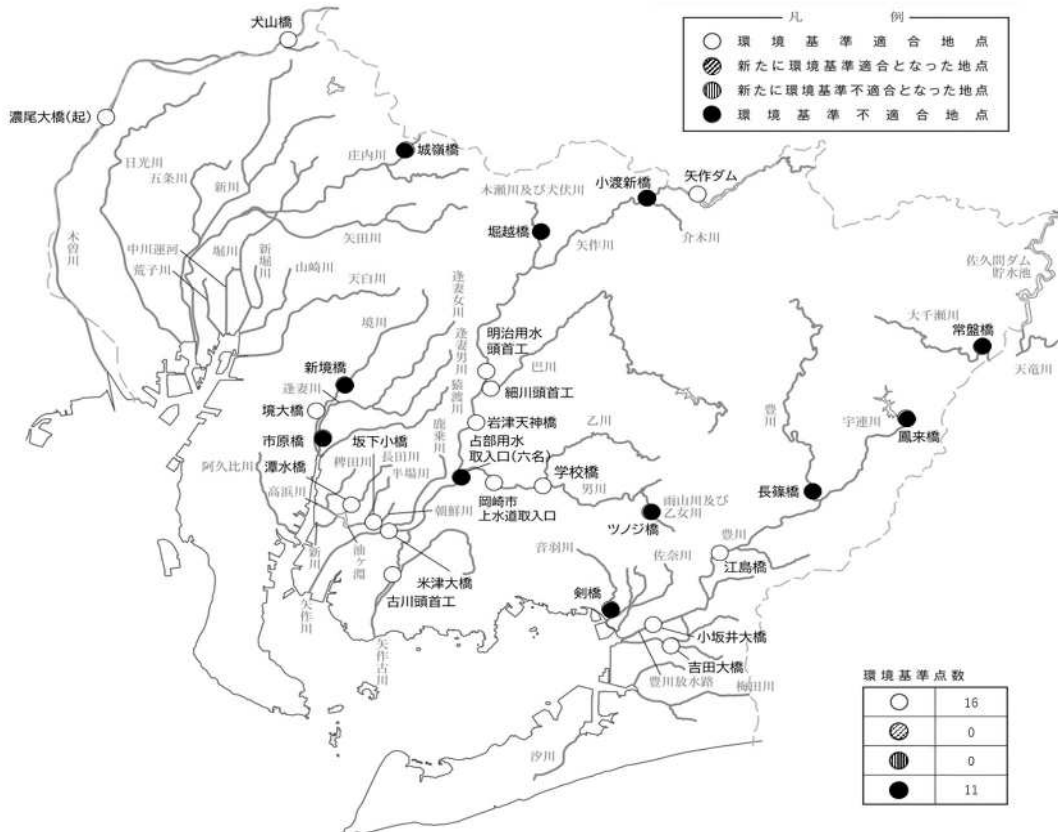 凡例
環境基準適合地点
新たに環境基準適合となった地点
新たに環境基準不適合となった地点
環境基準不適合地点
犬山橋
濃尾大橋(起)
日光川
五条川
新川
庄内川
城嶺橋
木瀬川及び犬伏川
小渡新橋
矢作ダム
堀越橋
矢作川
介木川
木曽川
中川運河
荒子川
堀川
新堀川
矢田川
山崎川
天白川
境川
逢妻女川
逢妻男川
猿渡川
鹿乗川
明治用水
頭首工
巴川
細川頭首工
佐久間ダム
貯水池
大千瀬川
常盤橋
天竜川
新境橋
逢妻川
境大橋
市原橋
岩津天神橋
占部用水
取入口(六名)
乙川
豊川
宇連川
鳳来橋
坂下小橋
長田川
稗田川
半場川
阿久比川
潭水橋
高浜川
朝鮮川
岡崎市
上水道取入口
学校橋
男川
雨山川及び
乙女川
ツノジ橋
長篠橋
新川
油ヶ淵
米津大橋
古川頭首工
矢作川
矢作古川
音羽川
佐奈川
豊川
江島橋
剣橋
小坂井大橋
吉田大橋
豊川放水路
梅田川
汐川
環境基準点数
16
0
0
11